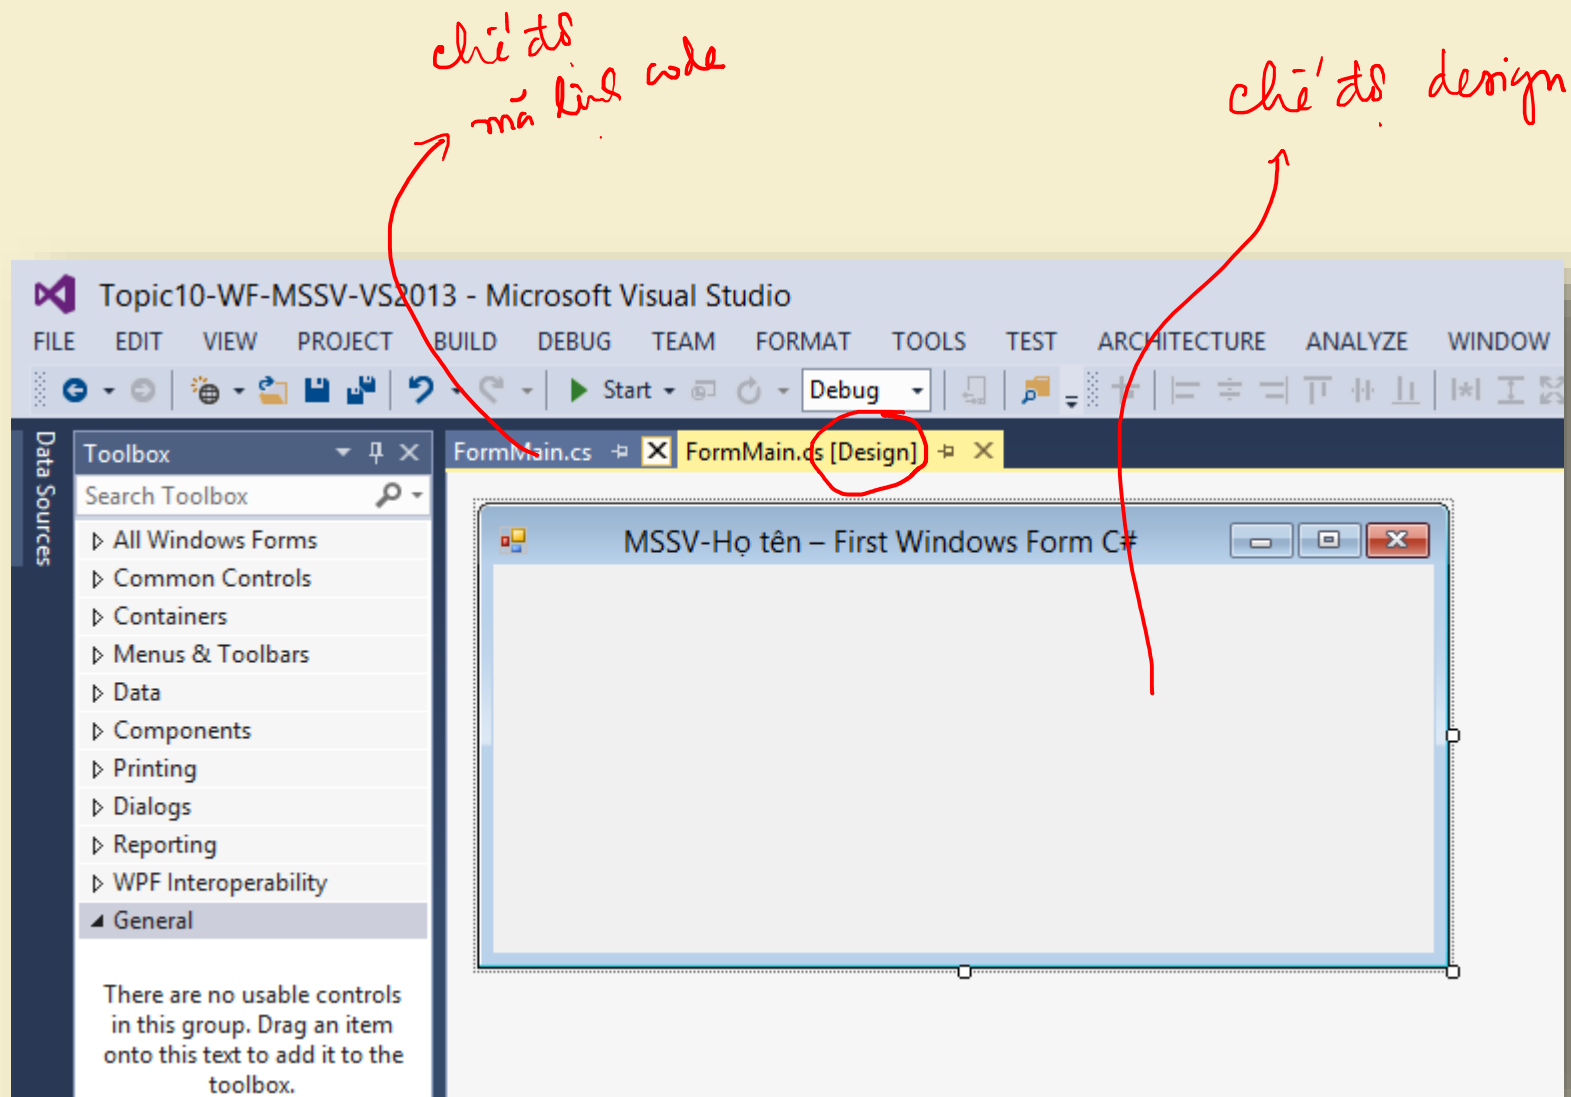 chế độ
mã lệnh code
chế độ design
Topic10-WF-MSSV-VS2013 - Microsoft Visual Studio
FILE EDIT VIEW PROJECT BUILD DEBUG TEAM FORMAT TOOLS TEST ARCHITECTURE ANALYZE WINDOW
Start Debug
Data Sources
Toolbox
FormMain.cs FormMain.cs [Design]
Search Toolbox
MSSV-Họ tên – First Windows Form C#
All Windows Forms
Common Controls
Containers
Menus & Toolbars
Data
Components
Printing
Dialogs
Reporting
WPF Interoperability
General
There are no usable controls
in this group. Drag an item
onto this text to add it to the
toolbox.